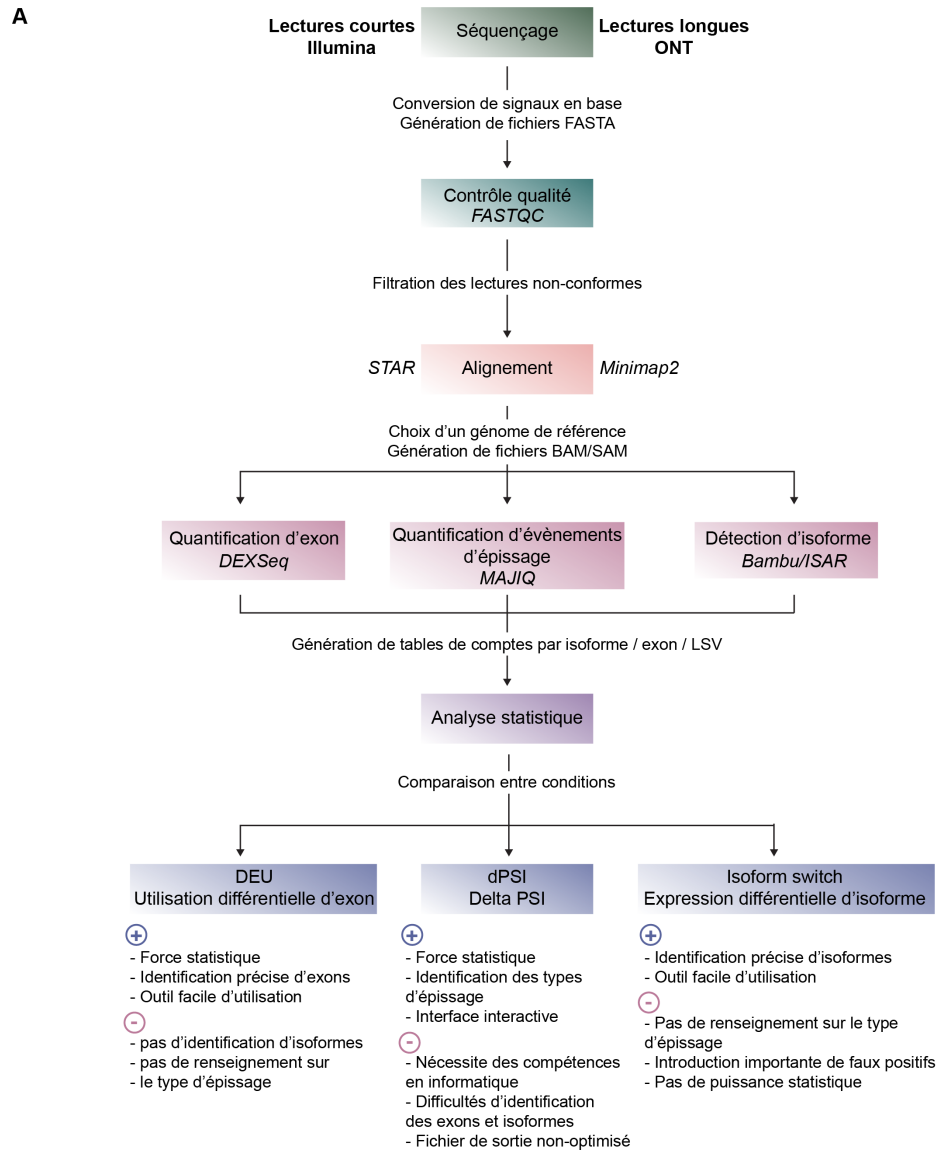 A
Lectures courtes
Illumina
Séquençage
Lectures longues
ONT
Conversion de signaux en base
Génération de fichiers FASTA
Contrôle qualité
FASTQC
Filtration des lectures non-conformes
STAR
Alignement
Minimap2
Choix d'un génome de référence
Génération de fichiers BAM/SAM
Quantification d'exon
DEXSeq
Quantification d'évènements
d'épissage
MAJIQ
Détection d'isoforme
Bambu/ISAR
Génération de tables de comptes par isoforme / exon / LSV
Analyse statistique
Comparaison entre conditions
DEU
Utilisation différentielle d'exon
+
- Force statistique
- Identification précise d'exons
- Outil facile d'utilisation
-
- pas d'identification d'isoformes
- pas de renseignement sur
- le type d'épissage
dPSI
Delta PSI
+
- Force statistique
- Identification des types
d'épissage
- Interface interactive
-
- Nécessite des compétences
en informatique
- Difficultés d'identification
des exons et isoformes
- Fichier de sortie non-optimisé
Isoform switch
Expression différentielle d'isoforme
+
- Identification précise d'isoformes
- Outil facile d'utilisation
-
- Pas de renseignement sur le type
d'épissage
- Introduction importante de faux positifs
- Pas de puissance statistique